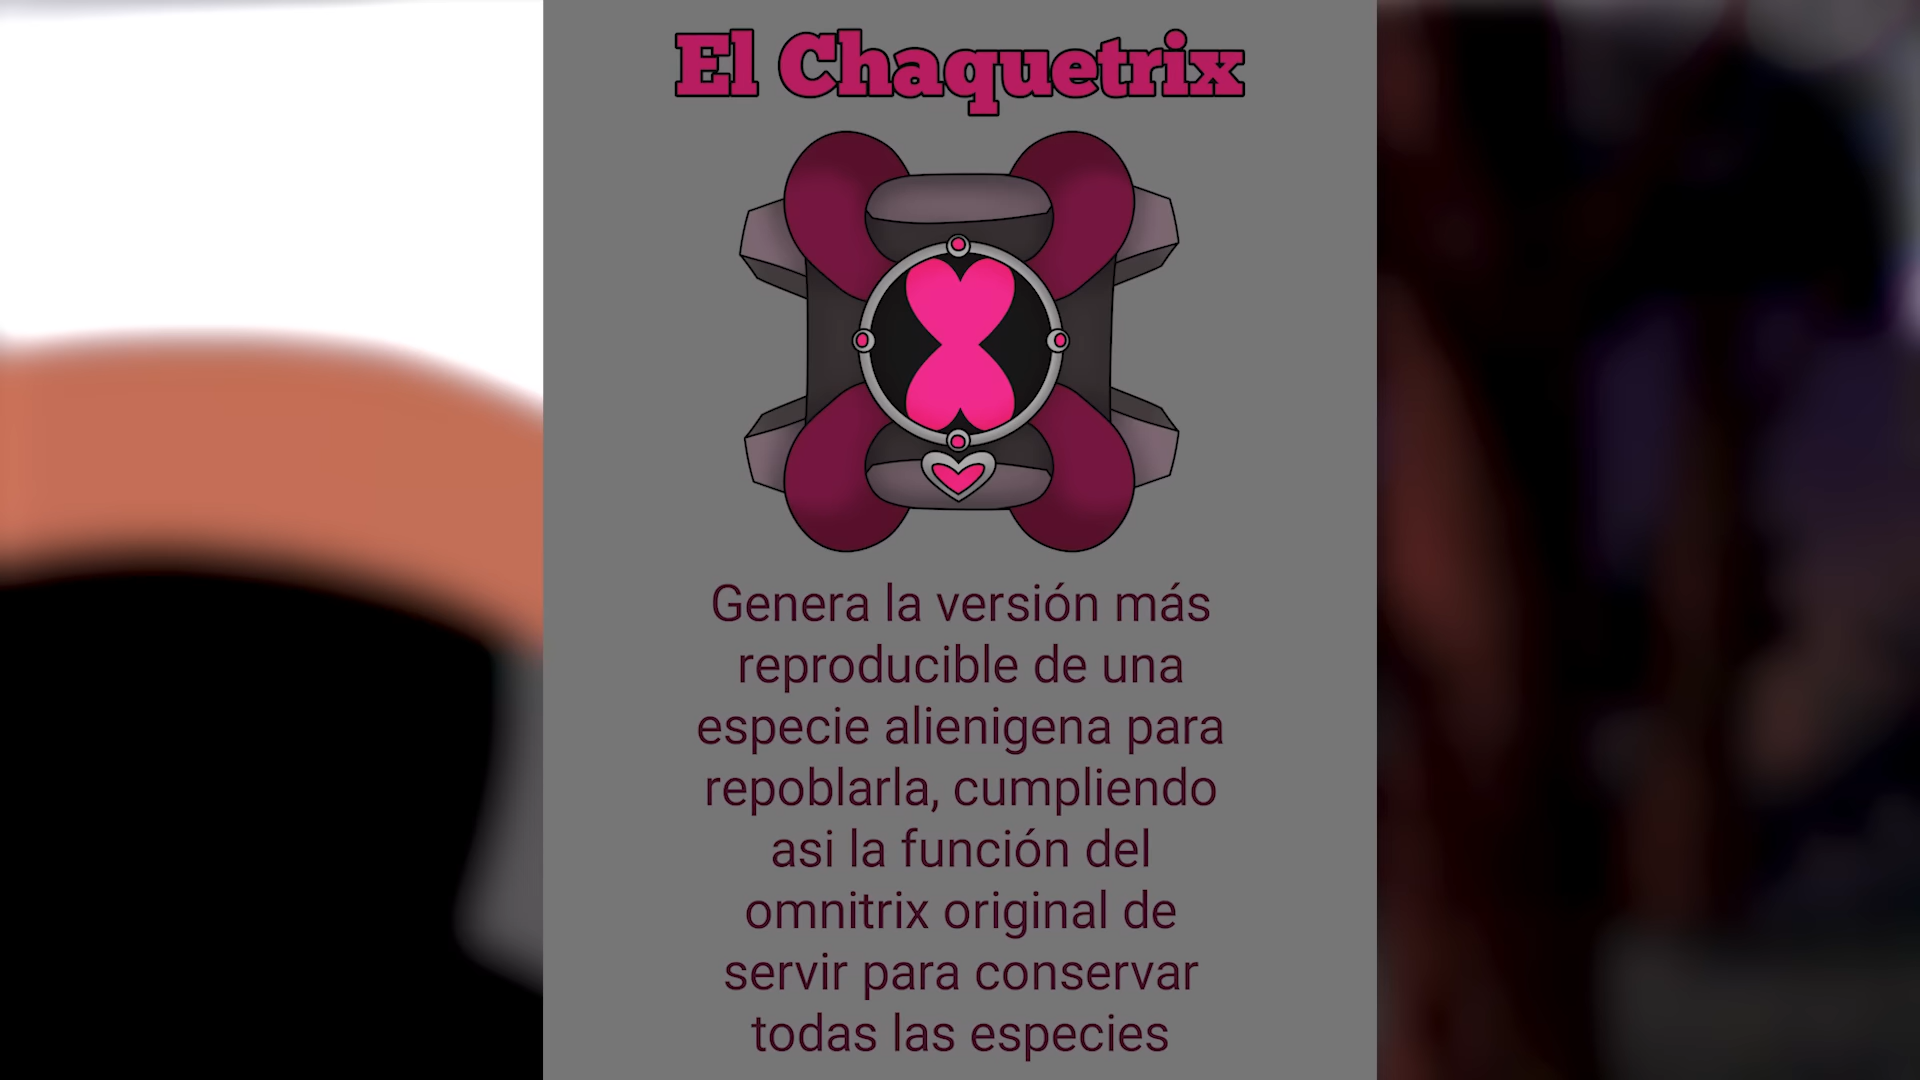 El Chaquetrix
Genera la versión más
reproducible de una
especie alienigena para
repoblarla, cumpliendo
asi la función del
omnitrix original de
servir para conservar
todas las especies